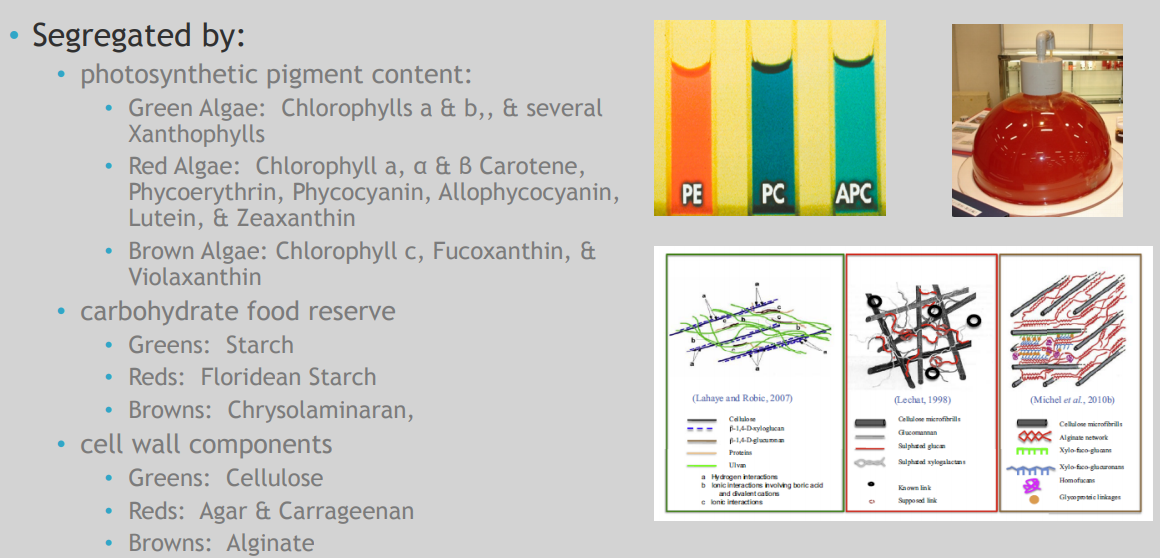 • Segregated by:
• photosynthetic pigment content:
• Green Algae: Chlorophylls a & b,, & several
Xanthophylls
• Red Algae: Chlorophyll a, α & β Carotene,
Phycoerythrin, Phycocyanin, Allophycocyanin,
Lutein, & Zeaxanthin
• Brown Algae: Chlorophyll c, Fucoxanthin, &
Violaxanthin
• carbohydrate food reserve
• Greens: Starch
• Reds: Floridean Starch
• Browns: Chrysolaminaran,
• cell wall components
• Greens: Cellulose
• Reds: Agar & Carrageenan
• Browns: Alginate
PE
PC
APC
(Lahaye and Robic, 2007)
Cellulose
β-1,4-D-xyloglucan
β-1,4-D-glucuronan
Proteins
Ulvan
a Hydrogen interactions
b Ionic interactions involving boric acid
and divalent cations
c Ionic interactions
(Lechat, 1998)
Cellulose microfibrills
Glucomannan
Sulphated glucan
Sulphated xylogalactans
Known link
Supposed link
(Michel et al., 2010b)
Cellulose microfibrills
Alginate network
Xylo-fuco-glucans
Xylo-fuco-glucuronans
Homofucans
Glycoproteic linkages